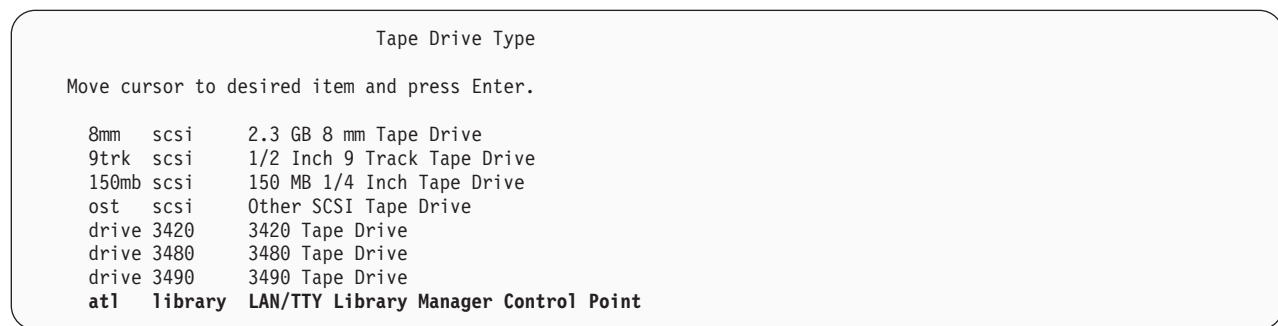 Tape Drive Type
Move cursor to desired item and press Enter.
8mm scsi 2.3 GB 8 mm Tape Drive
9trk scsi 1/2 Inch 9 Track Tape Drive
150mb scsi 150 MB 1/4 Inch Tape Drive
ost scsi Other SCSI Tape Drive
drive 3420 3420 Tape Drive
drive 3480 3480 Tape Drive
drive 3490 3490 Tape Drive
atl library LAN/TTY Library Manager Control Point